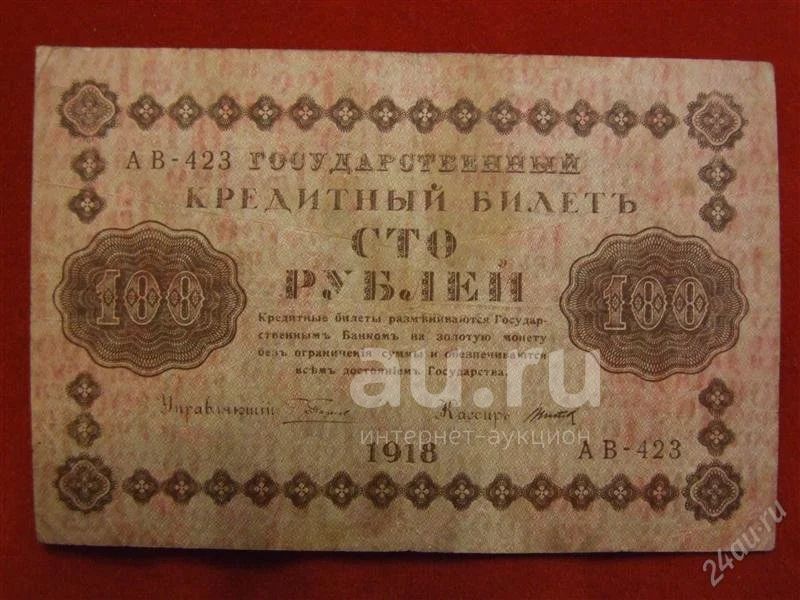 АВ-423 ГОСУДАРСТВЕННЫЙ
КРЕДИТНЫЙ БИЛЕТЪ
СТО
РУБЛЕЙ
100
100
Кредитные билеты размѣниваются Государ-
ственнымъ Банкомъ на золотую монету
безъ ограниченія суммы и обезпечиваются
всѣмъ достояніемъ Государства.
Управляющій
Кассиръ
1918
АВ-423
au.ru
интернет-аукцион
24au.ru